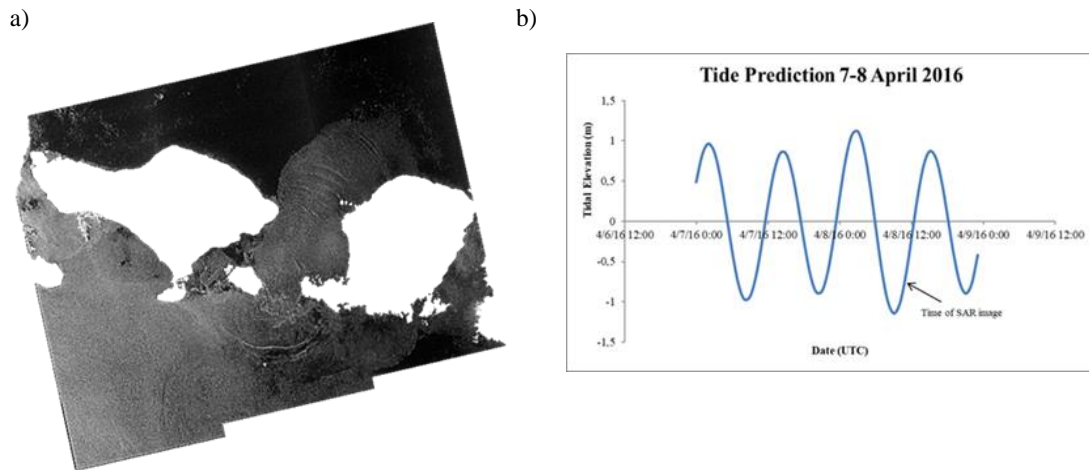 a)
b)
Tide Prediction 7-8 April 2016
Tidal Elevation (m)
1,5
1
0,5
0
-0,5
-1
-1,5
4/6/16 12:00 4/7/16 0:00 4/7/16 12:00 4/8/16 0:00 4/8/16 12:00 4/9/16 0:00 4/9/16 12:00
Time of SAR image
Date (UTC)